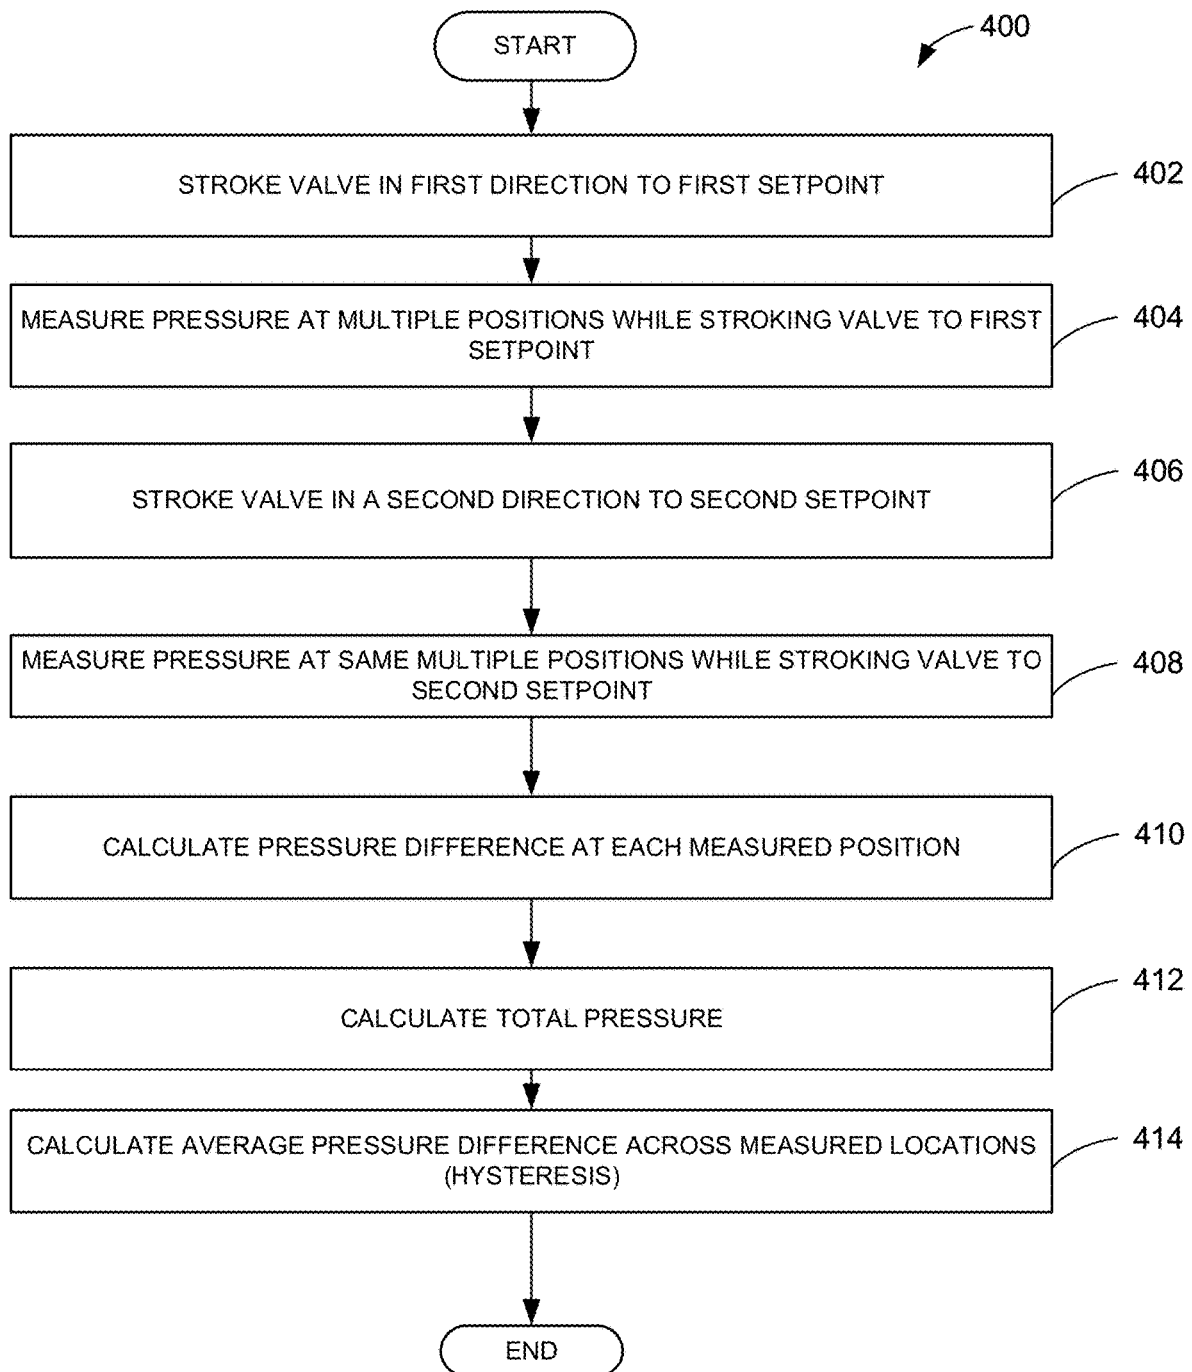 START
400
STROKE VALVE IN FIRST DIRECTION TO FIRST SETPOINT
402
MEASURE PRESSURE AT MULTIPLE POSITIONS WHILE STROKING VALVE TO FIRST
SETPOINT
404
STROKE VALVE IN A SECOND DIRECTION TO SECOND SETPOINT
406
MEASURE PRESSURE AT SAME MULTIPLE POSITIONS WHILE STROKING VALVE TO
SECOND SETPOINT
408
CALCULATE PRESSURE DIFFERENCE AT EACH MEASURED POSITION
410
CALCULATE TOTAL PRESSURE
412
CALCULATE AVERAGE PRESSURE DIFFERENCE ACROSS MEASURED LOCATIONS
(HYSTERESIS)
414
END